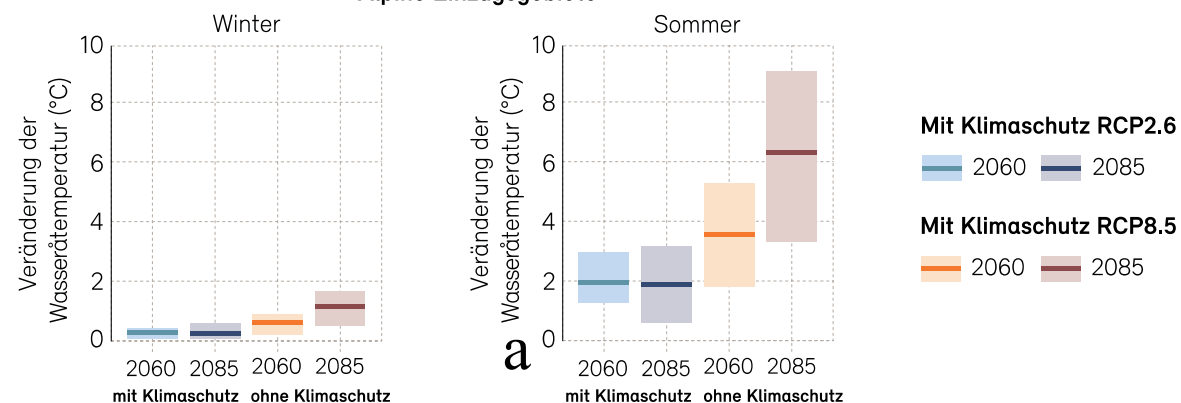 Winter
Sommer
10
8
6
4
2
0
Veränderung der
Wasseråtemperatur (°C)
2060 2085 2060 2085
mit Klimaschutz ohne Klimaschutz
10
8
6
4
2
0
Veränderung der
Wasseråtemperatur (°C)
a
2060 2085 2060 2085
mit Klimaschutz ohne Klimaschutz
Mit Klimaschutz RCP2.6
2060 2085
Mit Klimaschutz RCP8.5
2060 2085